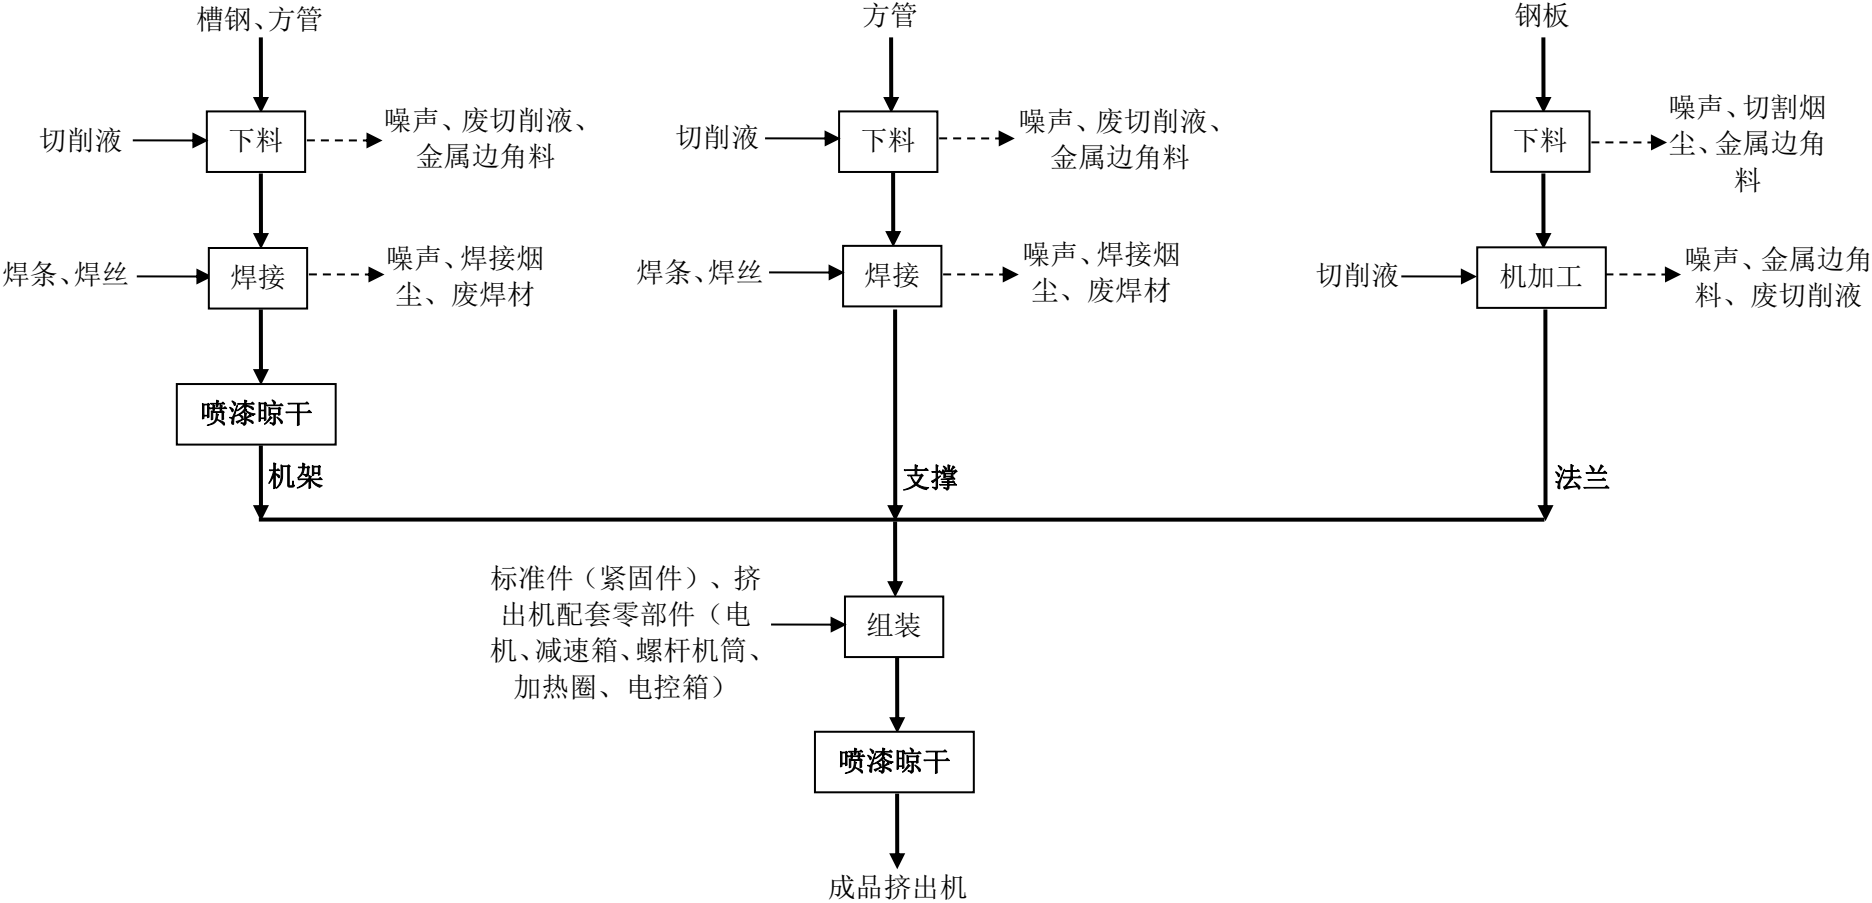 槽钢、方管
方管
钢板
切削液
下料
噪声、废切削液、
金属边角料
切削液
下料
噪声、废切削液、
金属边角料
下料
噪声、切割烟
尘、金属边角
料
焊条、焊丝
焊接
噪声、焊接烟
尘、废焊材
焊条、焊丝
焊接
噪声、焊接烟
尘、废焊材
切削液
机加工
噪声、金属边角
料、废切削液
喷漆晾干
机架
支撑
法兰
标准件（紧固件）、挤
出机配套零部件（电
机、减速箱、螺杆机筒、
加热圈、电控箱）
组装
喷漆晾干
成品挤出机